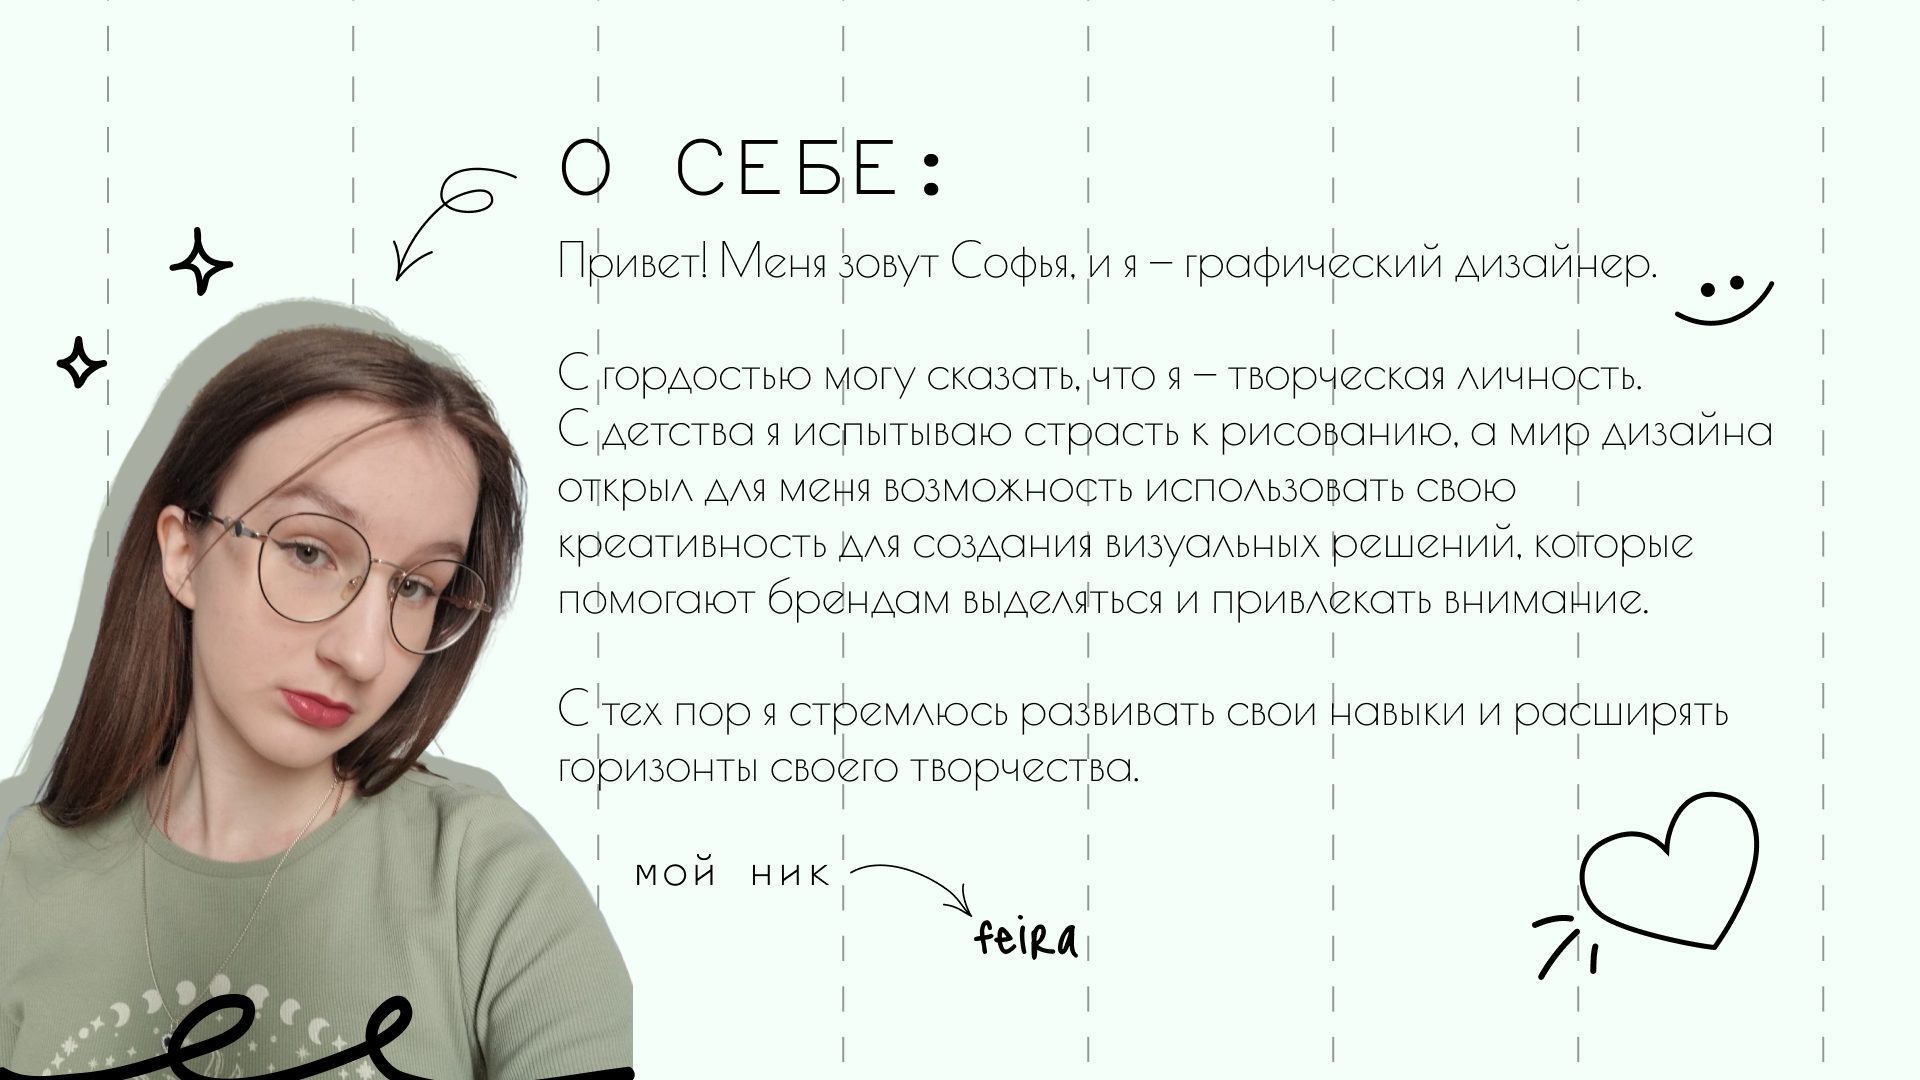 О СЕБЕ:
Привет! Меня зовут Софья, и я – графический дизайнер.
С гордостью могу сказать, что я – творческая личность.
С детства я испытываю страсть к рисованию, а мир дизайна
открыл для меня возможность использовать свою
креативность для создания визуальных решений, которые
помогают брендам выделяться и привлекать внимание.
С тех пор я стремлюсь развивать свои навыки и расширять
горизонты своего творчества.
мой ник
feira